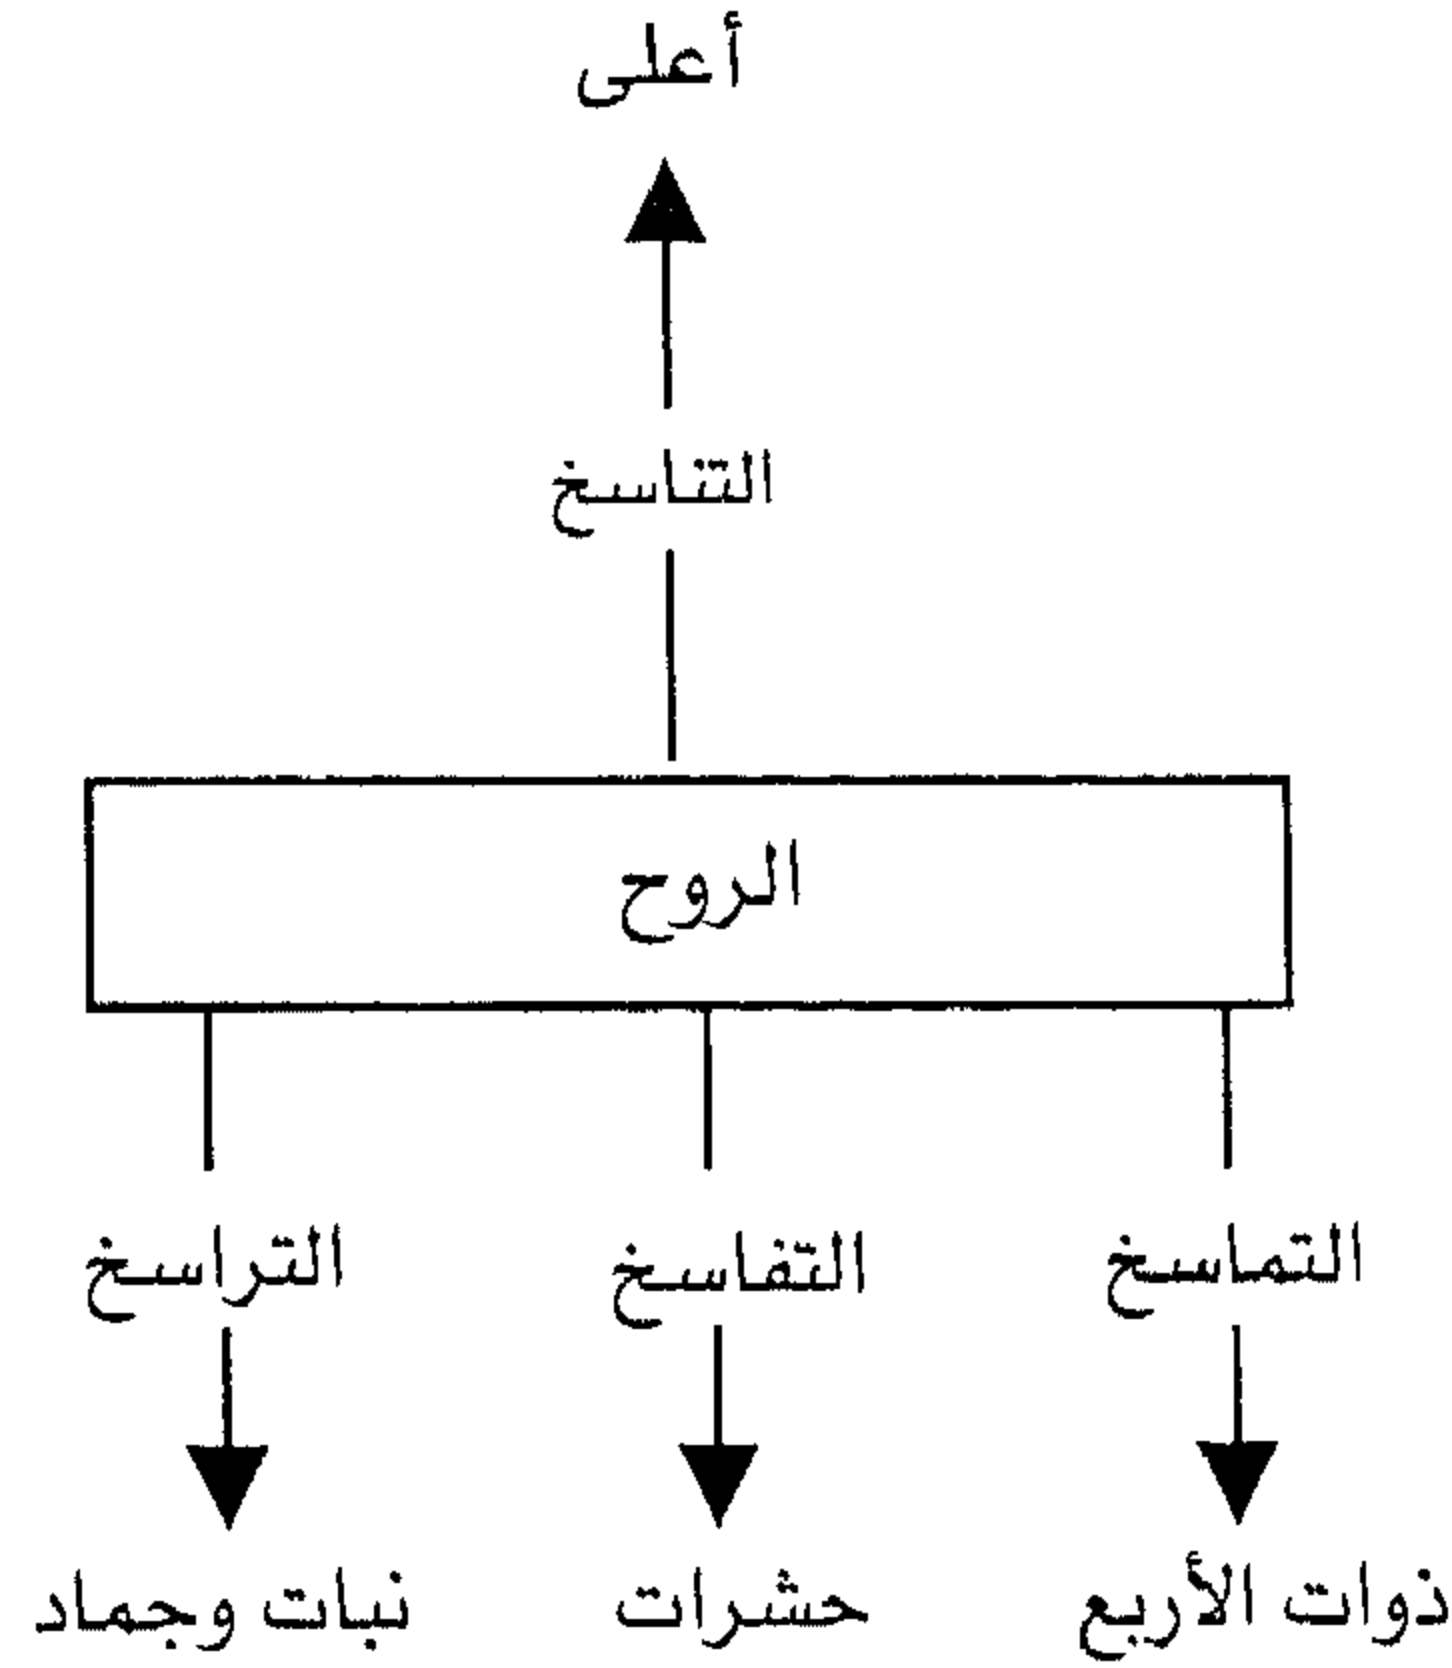 أعلى
التناسخ
الروح
التماسخ
التفاسخ
التراسخ
ذوات الأربع
حشرات
نبات وجماد